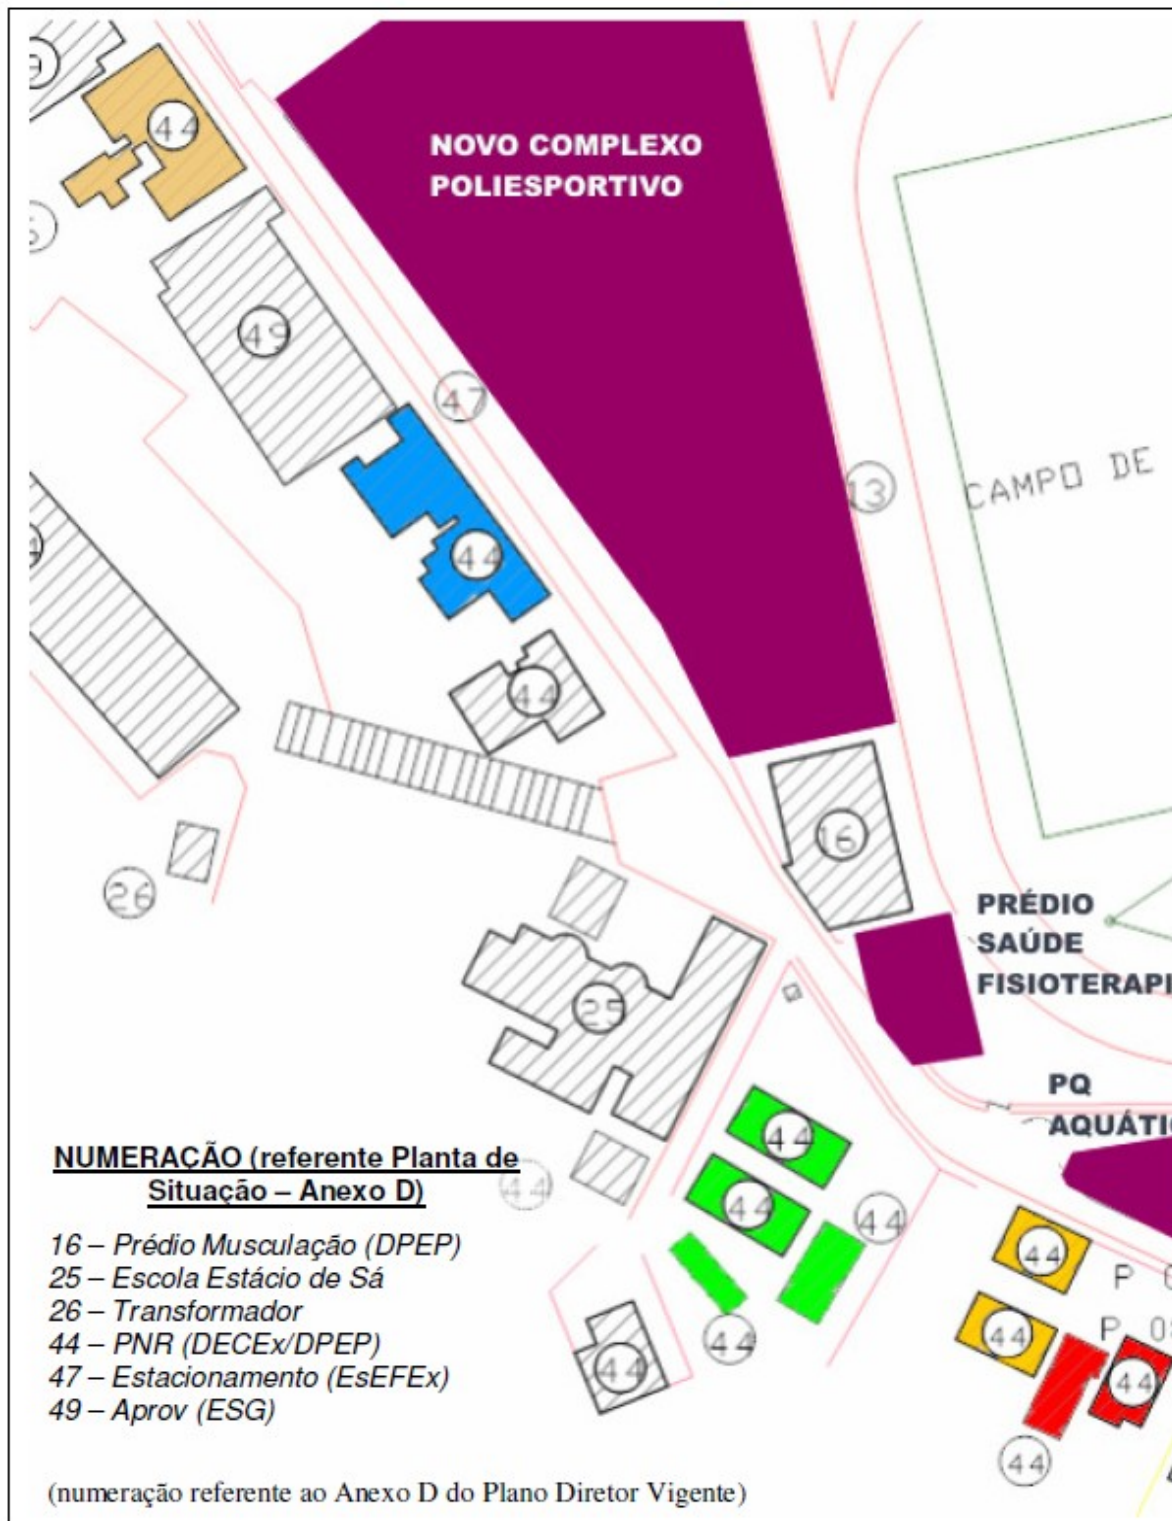 44
NOVO COMPLEXO
POLIESPORTIVO
49
47
13
CAMPO DE
44
44
16
26
PRÉDIO
SAÚDE
FISIOTERAPI
25
PQ
AQUÁTI
44
44
44
44
44
44
44
P
44
P 0
44
44
44
NUMERAÇÃO (referente Planta de
Situação – Anexo D)
16 – Prédio Musculação (DPEP)
25 – Escola Estácio de Sá
26 – Transformador
44 – PNR (DECEx/DPEP)
47 – Estacionamento (EsEFEx)
49 – Aprov (ESG)
(numeração referente ao Anexo D do Plano Diretor Vigente)